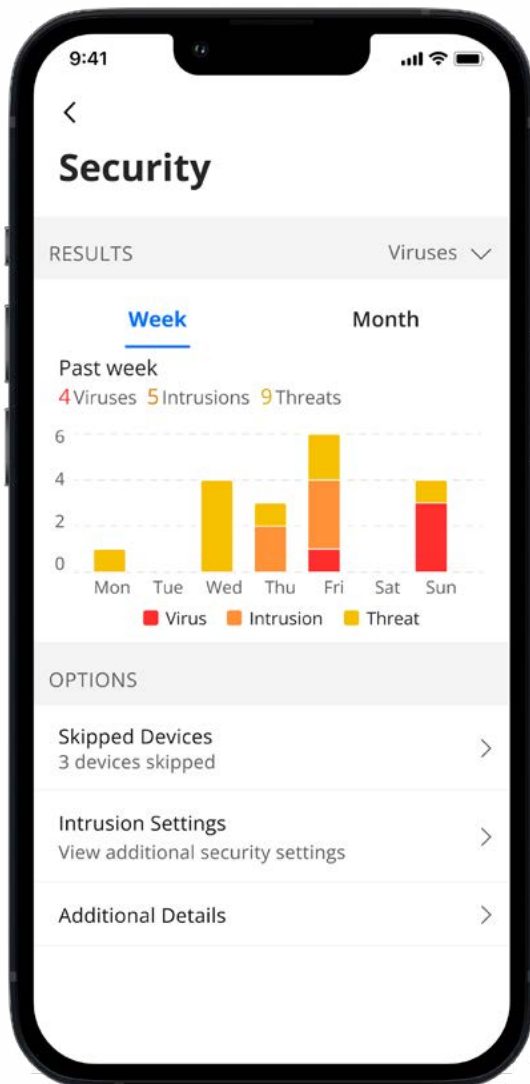 9:41
Security
RESULTS Viruses
Week Month
Past week
4 Viruses 5 Intrusions 9 Threats
6
4
2
0
Mon Tue Wed Thu Fri Sat Sun
Virus Intrusion Threat
OPTIONS
Skipped Devices
3 devices skipped
Intrusion Settings
View additional security settings
Additional Details